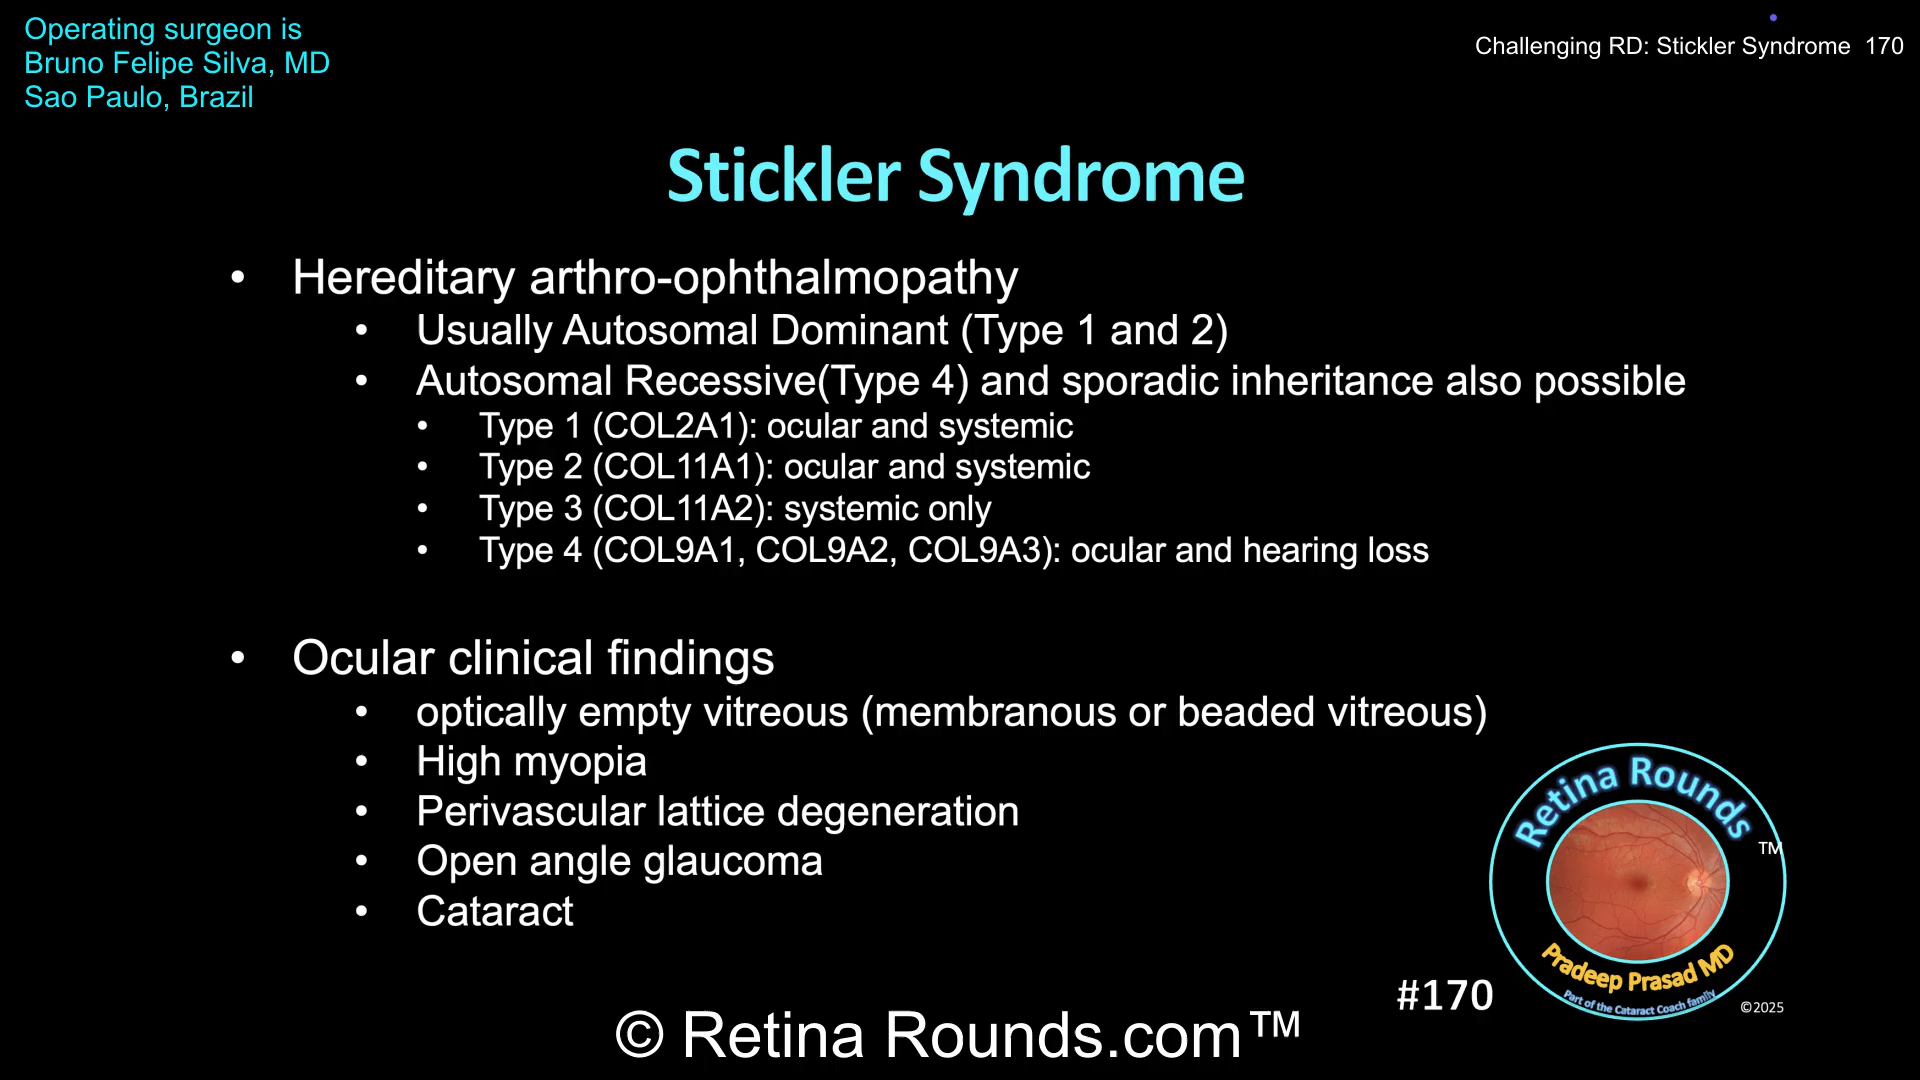 Operating surgeon is
Bruno Felipe Silva, MD
Sao Paulo, Brazil
Challenging RD: Stickler Syndrome 170
Stickler Syndrome
• Hereditary arthro-ophthalmopathy
• Usually Autosomal Dominant (Type 1 and 2)
• Autosomal Recessive(Type 4) and sporadic inheritance also possible
• Type 1 (COL2A1): ocular and systemic
• Type 2 (COL11A1): ocular and systemic
• Type 3 (COL11A2): systemic only
• Type 4 (COL9A1, COL9A2, COL9A3): ocular and hearing loss
• Ocular clinical findings
• optically empty vitreous (membranous or beaded vitreous)
• High myopia
• Perivascular lattice degeneration
• Open angle glaucoma
• Cataract
Retina Rounds
TM
Pradeep Prasad MD
Part of the Cataract Coach family
#170
©2025
© Retina Rounds.com™